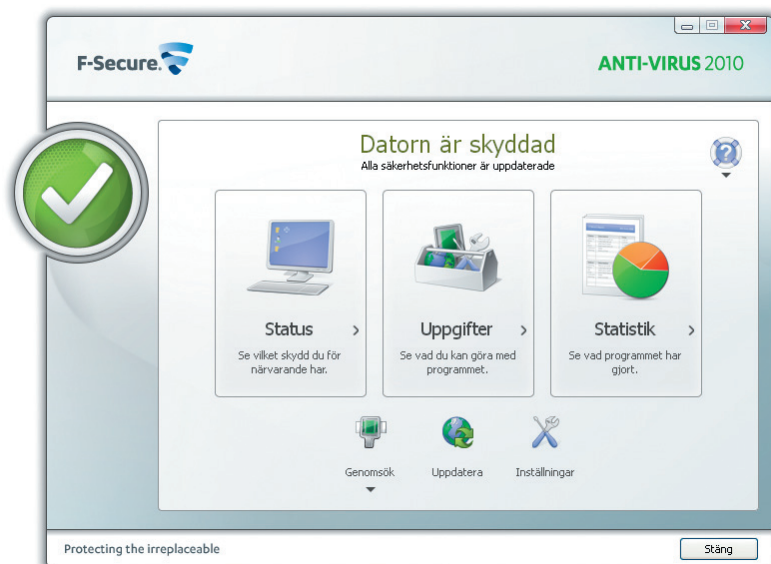 F-Secure.
ANTI-VIRUS 2010
Datorn är skyddad
Alla säkerhetsfunktioner är uppdaterade
Status
Se vilket skydd du för
närvarande har.
Uppgifter
Se vad du kan göra med
programmet.
Statistik
Se vad programmet har
gjort.
Genomsök
Uppdatera
Inställningar
Protecting the irreplaceable
Stäng